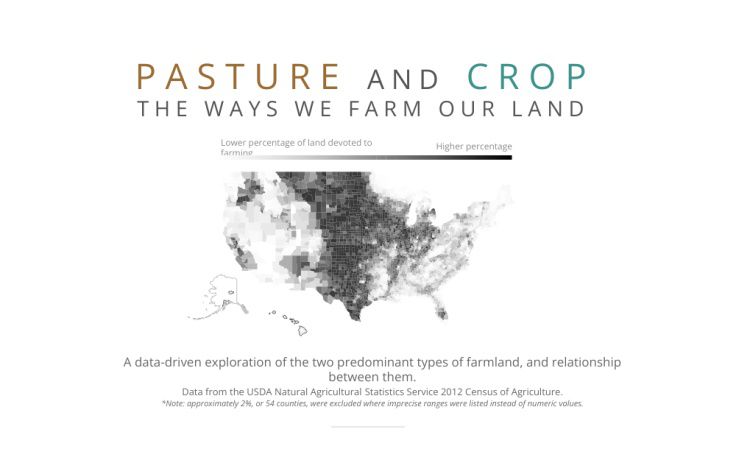 PASTURE AND CROP
THE WAYS WE FARM OUR LAND
Lower percentage of land devoted to
farming
Higher percentage
A data-driven exploration of the two predominant types of farmland, and relationship
between them.
Data from the USDA Natural Agricultural Statistics Service 2012 Census of Agriculture.
*Note: approximately 2%, or 54 counties, were excluded where imprecise ranges were listed instead of numeric values.